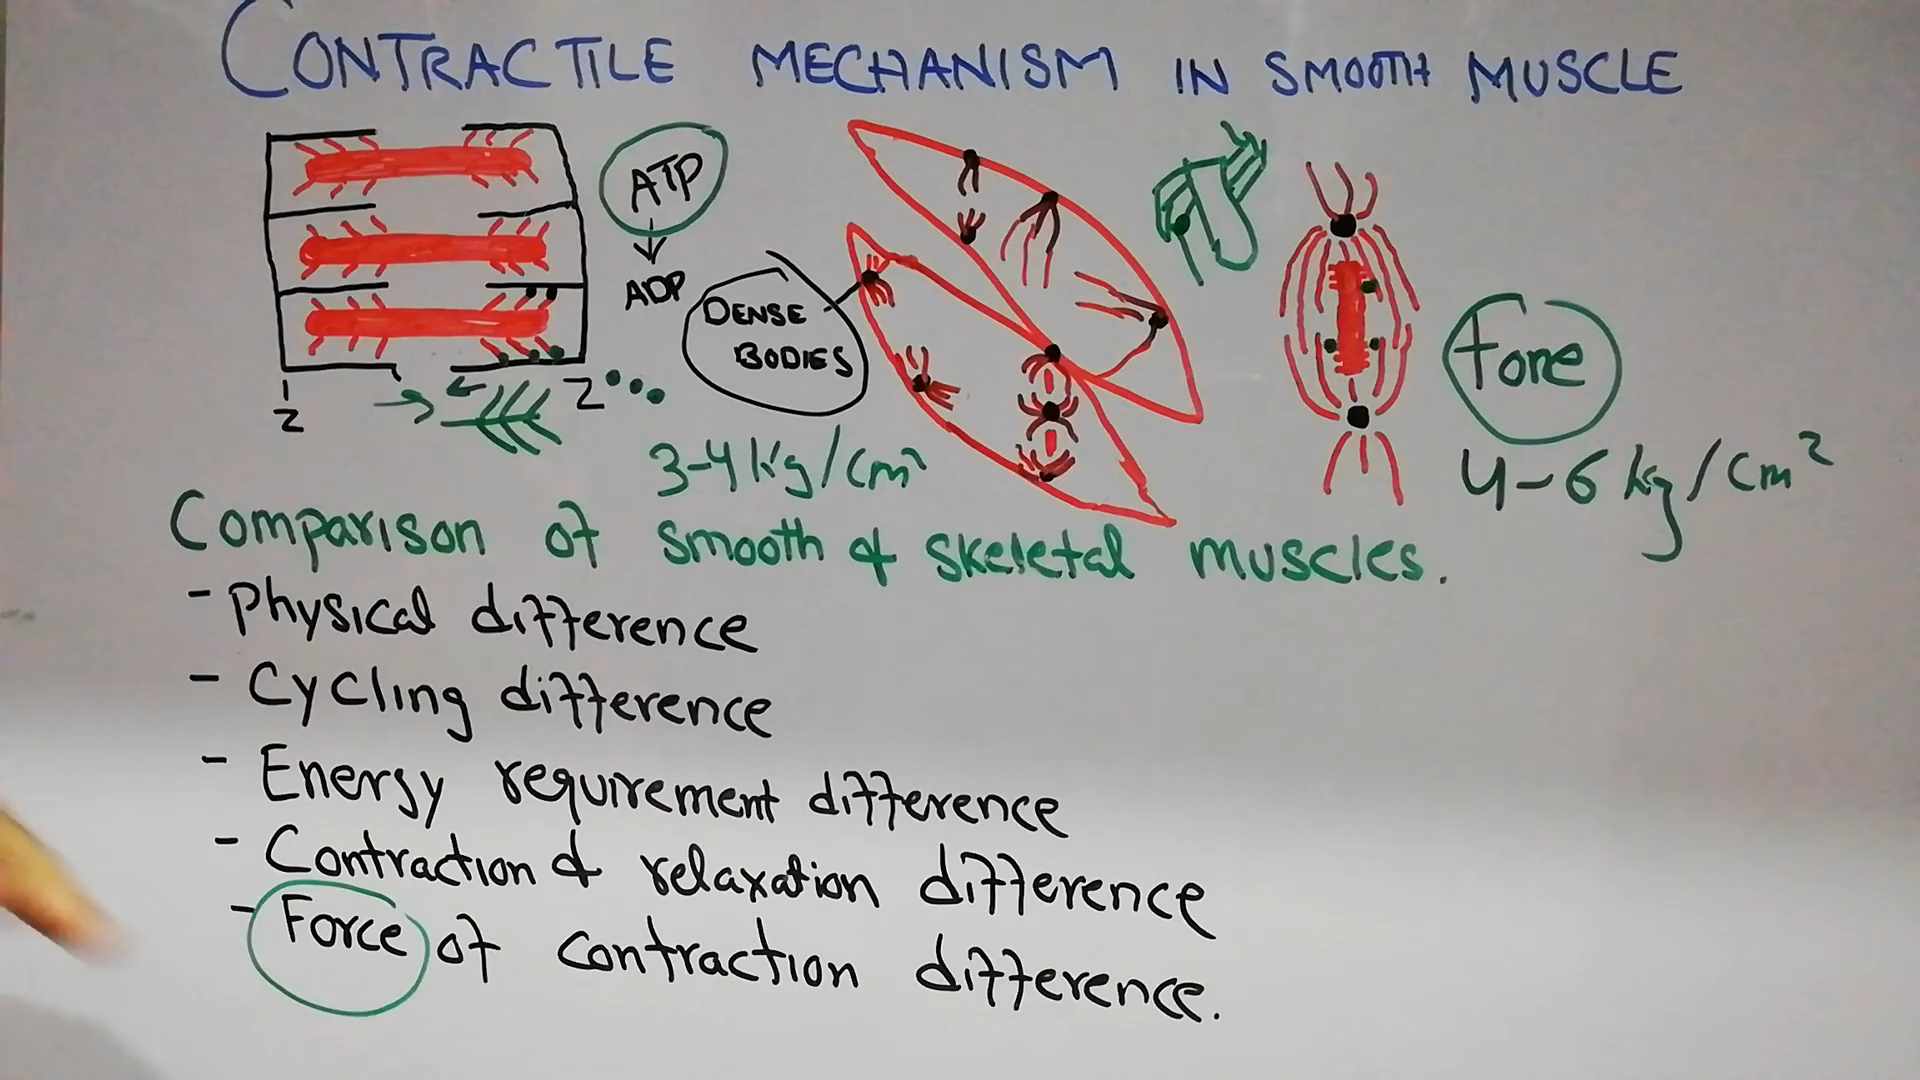 CONTRACTILE MECHANISM IN SMOOTH MUSCLE
ATP
ADP
DENSE
BODIES
Z
Z
3-4 kg/cm²
Tone
4-6 kg/cm²
Comparison of smooth & skeletal muscles.
- Physical difference
- Cycling difference
- Energy requirement difference
- Contraction & relaxation difference
- Force of contraction difference.